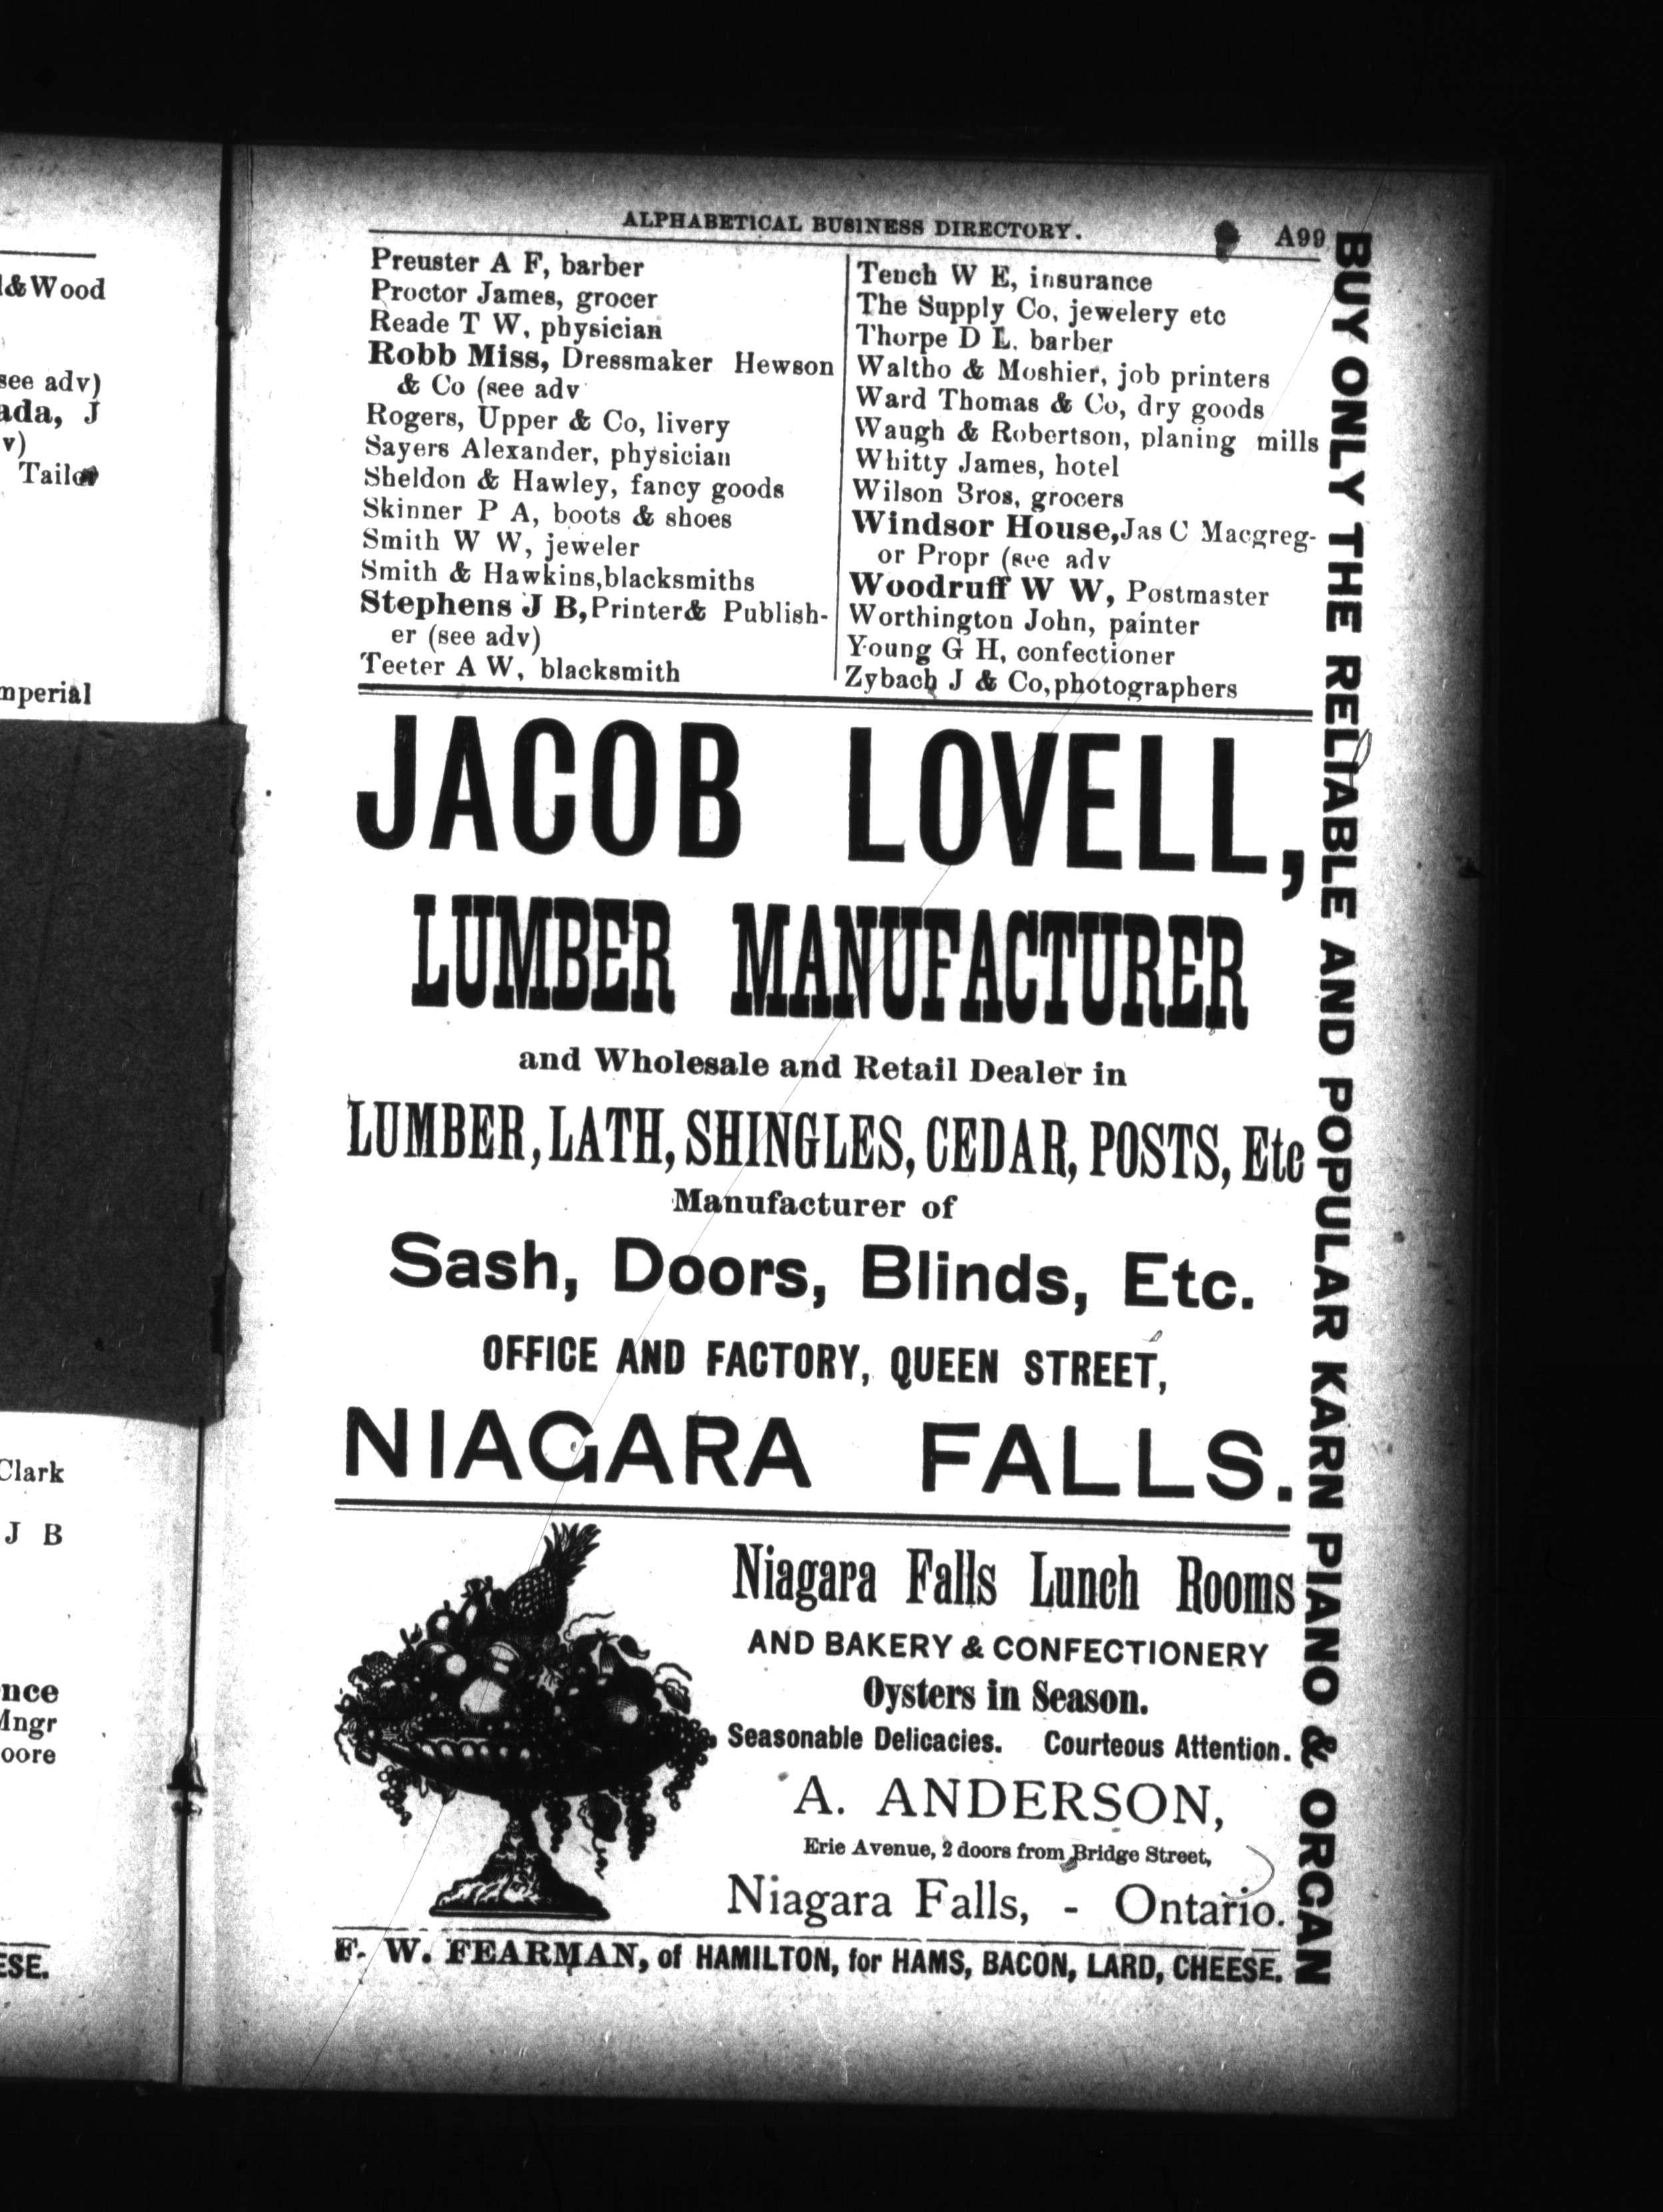 &Wood
see adv)
ada, J
v)
Tailor
mperial
Clark
J B
nce
Mngr
oore
ESE.
ALPHABETICAL BUSINESS DIRECTORY. A99
Preuster A F, barber
Proctor James, grocer
Reade T W, physician
Robb Miss, Dressmaker Hewson
& Co (see adv
Rogers, Upper & Co, livery
Sayers Alexander, physician
Sheldon & Hawley, fancy goods
Skinner P A, boots & shoes
Smith W W, jeweler
Smith & Hawkins,blacksmiths
Stephens J B,Printer& Publish-
er (see adv)
Teeter A W, blacksmith
Tench W E, insurance
The Supply Co, jewelery etc
Thorpe D L. barber
Waltho & Moshier, job printers
Ward Thomas & Co, dry goods
Waugh & Robertson, planing mills
Whitty James, hotel
Wilson Bros, grocers
Windsor House,Jas C Macgreg-
or Propr (see adv
Woodruff W W, Postmaster
Worthington John, painter
Young G H, confectioner
Zybach J & Co,photographers
JACOB LOVELL,
LUMBER MANUFACTURER
and Wholesale and Retail Dealer in
LUMBER, LATH, SHINGLES, CEDAR, POSTS, Etc
Manufacturer of
Sash, Doors, Blinds, Etc.
OFFICE AND FACTORY, QUEEN STREET,
NIAGARA FALLS.
Niagara Falls Lunch Rooms
AND BAKERY & CONFECTIONERY
Oysters in Season.
Seasonable Delicacies. Courteous Attention.
A. ANDERSON,
Erie Avenue, 2 doors from Bridge Street,
Niagara Falls, - Ontario.
F. W. FEARMAN, of HAMILTON, for HAMS, BACON, LARD, CHEESE.
BUY ONLY THE RELIABLE AND POPULAR KARN PIANO & ORGAN